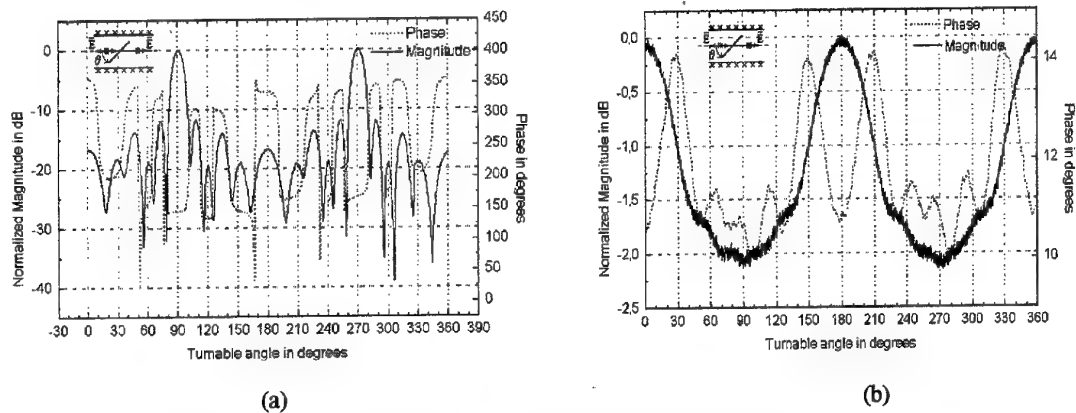 450
400
350
300
250
200
150
100
50
0
Phase in degrees
0
-10
-20
-30
-40
Normalized Magnitude in dB
Phase
Magnitude
θ
-30 0 30 60 90 120 150 180 210 240 270 300 330 360 390
Turnable angle in degrees
(a)
0,0
-0,5
-1,0
-1,5
-2,0
-2,5
Normalized Magnitude in dB
Phase
Magnitude
θ
14
12
10
Phase in degrees
0 30 60 90 120 150 180 210 240 270 300 330 360
Turnable angle in degrees
(b)